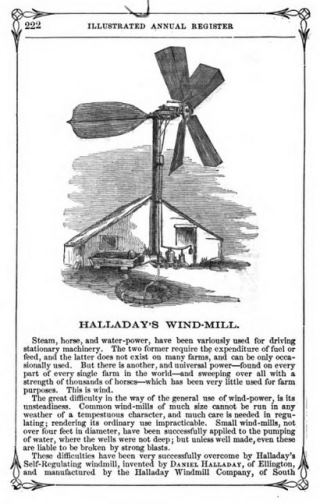 222
ILLUSTRATED ANNUAL REGISTER
HALLADAY'S WIND-MILL.
Steam, horse, and water-power, have been variously used for driving
stationary machinery. The two former require the expenditure of fuel or
feed, and the latter does not exist on many farms, and can be only occa-
sionally used. But there is another, and universal power—found on every
part of every single farm in the world—and sweeping over all with a
strength of thousands of horses—which has been very little used for farm
purposes. This is wind.
The great difficulty in the way of the general use of wind-power, is its
unsteadiness. Common wind-mills of much size cannot be run in any
weather of a tempestuous character, and much care is needed in regu-
lating; rendering its ordinary use impracticable. Small wind-mills, not
over four feet in diameter, have been successfully applied to the pumping
of water, where the wells were not deep; but unless well made, even these
are liable to be broken by strong blasts.
These difficulties have been very successfully overcome by Halladay's
Self-Regulating windmill, invented by DANIEL HALLADAY, of Ellington,
and manufactured by the Halladay Windmill Company, of South